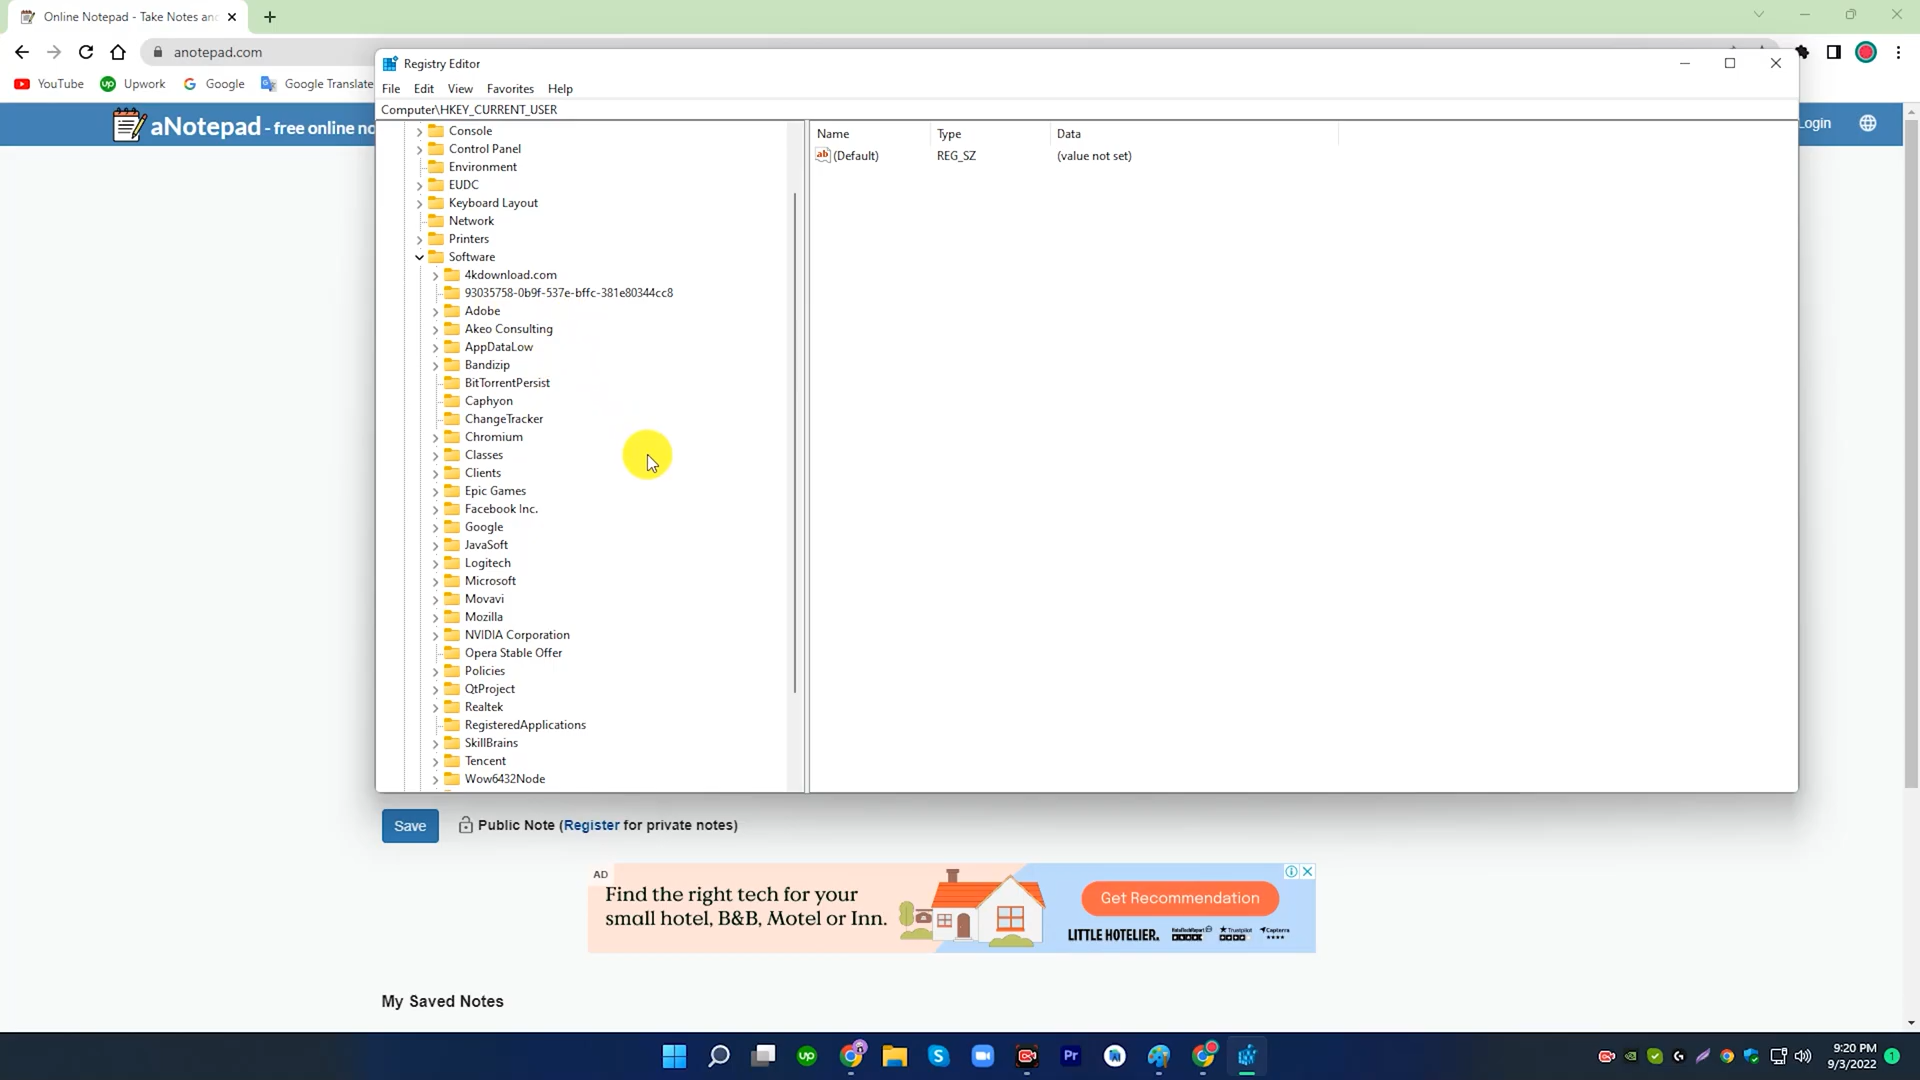 Online Notepad - Take Notes an
anotepad.com
YouTube
Upwork
Google
Google Translate
aNotepad - free online no
Login
Registry Editor
File Edit View Favorites Help
Computer\HKEY_CURRENT_USER
Console
Control Panel
Environment
EUDC
Keyboard Layout
Network
Printers
Software
4kdownload.com
93035758-0b9f-537e-bffc-381e80344cc8
Adobe
Akeo Consulting
AppDataLow
Bandizip
BitTorrentPersist
Caphyon
ChangeTracker
Chromium
Classes
Clients
Epic Games
Facebook Inc.
Google
JavaSoft
Logitech
Microsoft
Movavi
Mozilla
NVIDIA Corporation
Opera Stable Offer
Policies
QtProject
Realtek
RegisteredApplications
SkillBrains
Tencent
Wow6432Node
Name Type Data
ab (Default) REG_SZ (value not set)
Save
Public Note (Register for private notes)
AD
Find the right tech for your
small hotel, B&B, Motel or Inn.
Get Recommendation
LITTLE HOTELIER.
Trustpilot
Capterra
My Saved Notes
up
S
Pr
9:20 PM
9/3/2022
1